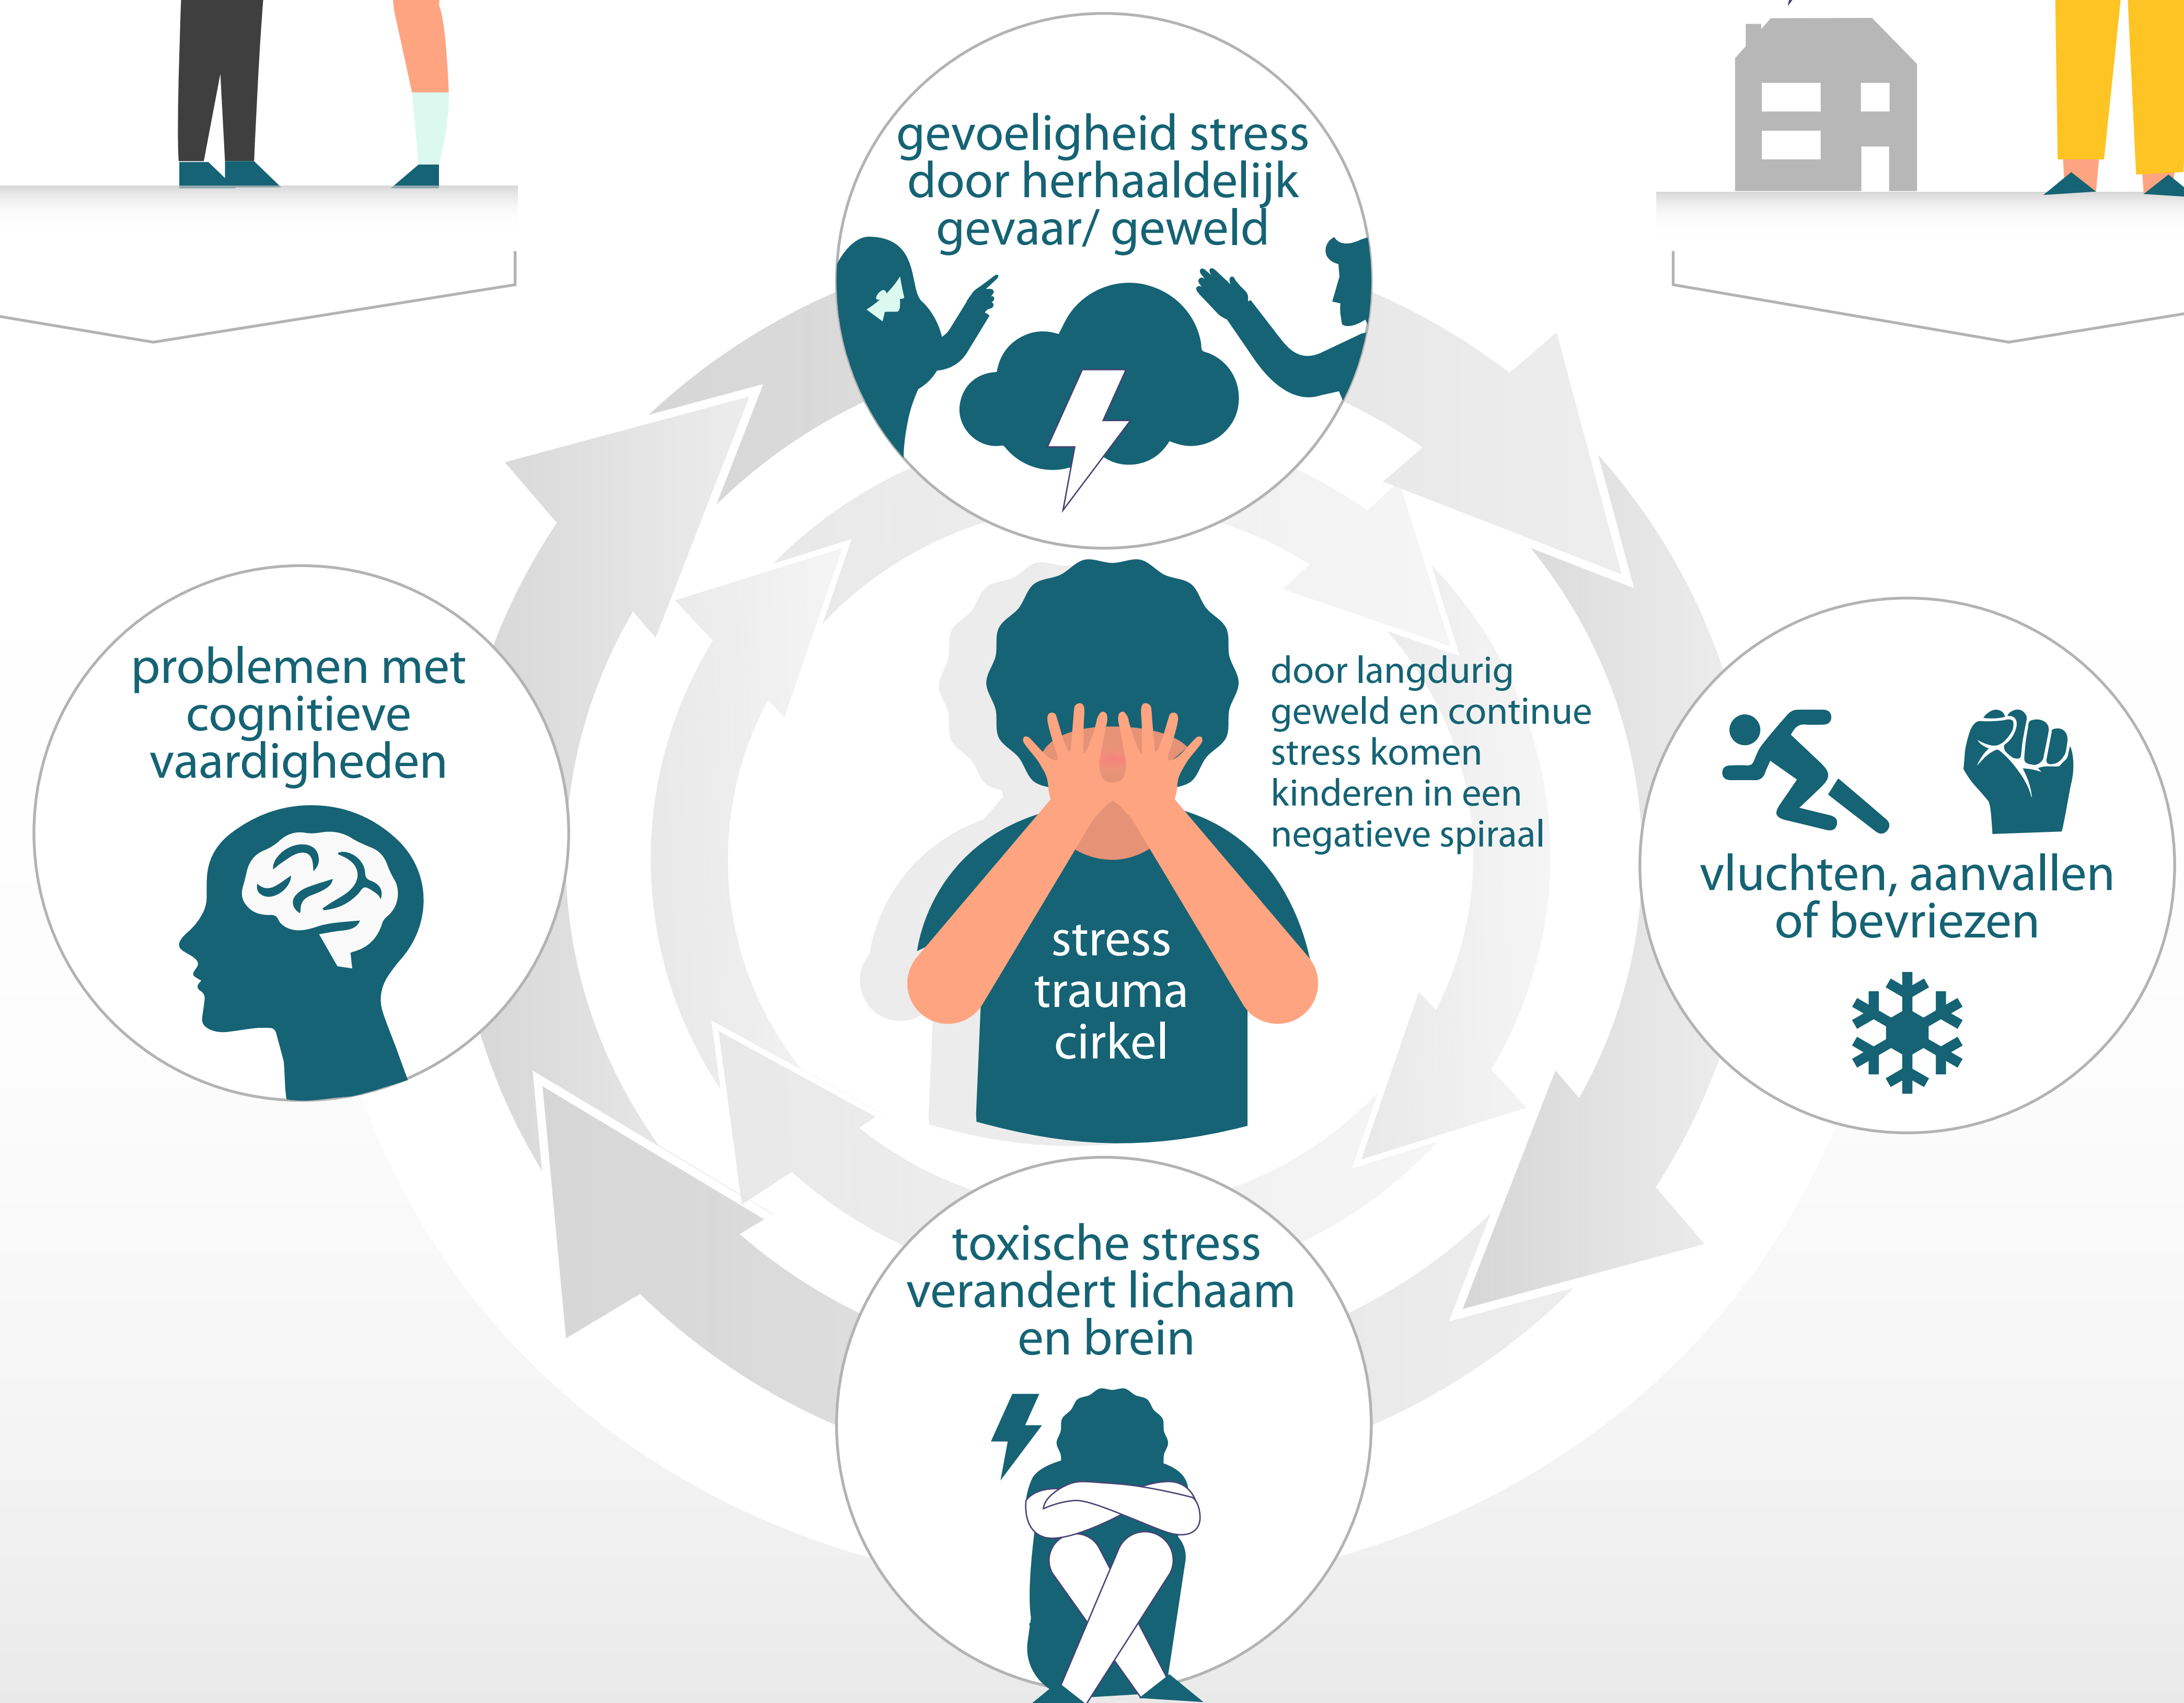 gevoeligheid stress
door herhaaldelijk
gevaar/ geweld
problemen met
cognitieve
vaardigheden
door langdurig
geweld en continue
stress komen
kinderen in een
negatieve spiraal
vluchten, aanvallen
of bevriezen
stress
trauma
cirkel
toxische stress
verandert lichaam
en brein